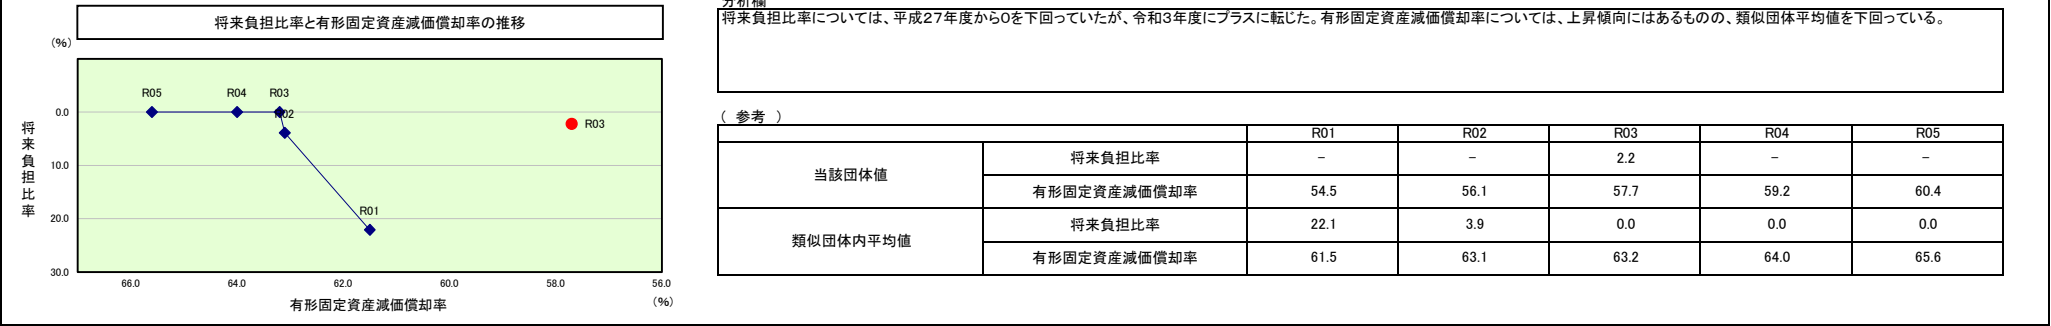 将来負担比率と有形固定資産減価償却率の推移
(%)
R05
R04
R03
R02
R03
R01
0.0
10.0
20.0
30.0
将来負担比率
66.0
64.0
62.0
60.0
58.0
56.0
有形固定資産減価償却率
(%)
分析欄
将来負担比率については、平成27年度から0を下回っていたが、令和3年度にプラスに転じた。有形固定資産減価償却率については、上昇傾向にはあるものの、類似団体平均値を下回っている。
( 参考 )
R01 R02 R03 R04 R05
当該団体値
将来負担比率 － － 2.2 － －
有形固定資産減価償却率 54.5 56.1 57.7 59.2 60.4
類似団体内平均値
将来負担比率 22.1 3.9 0.0 0.0 0.0
有形固定資産減価償却率 61.5 63.1 63.2 64.0 65.6